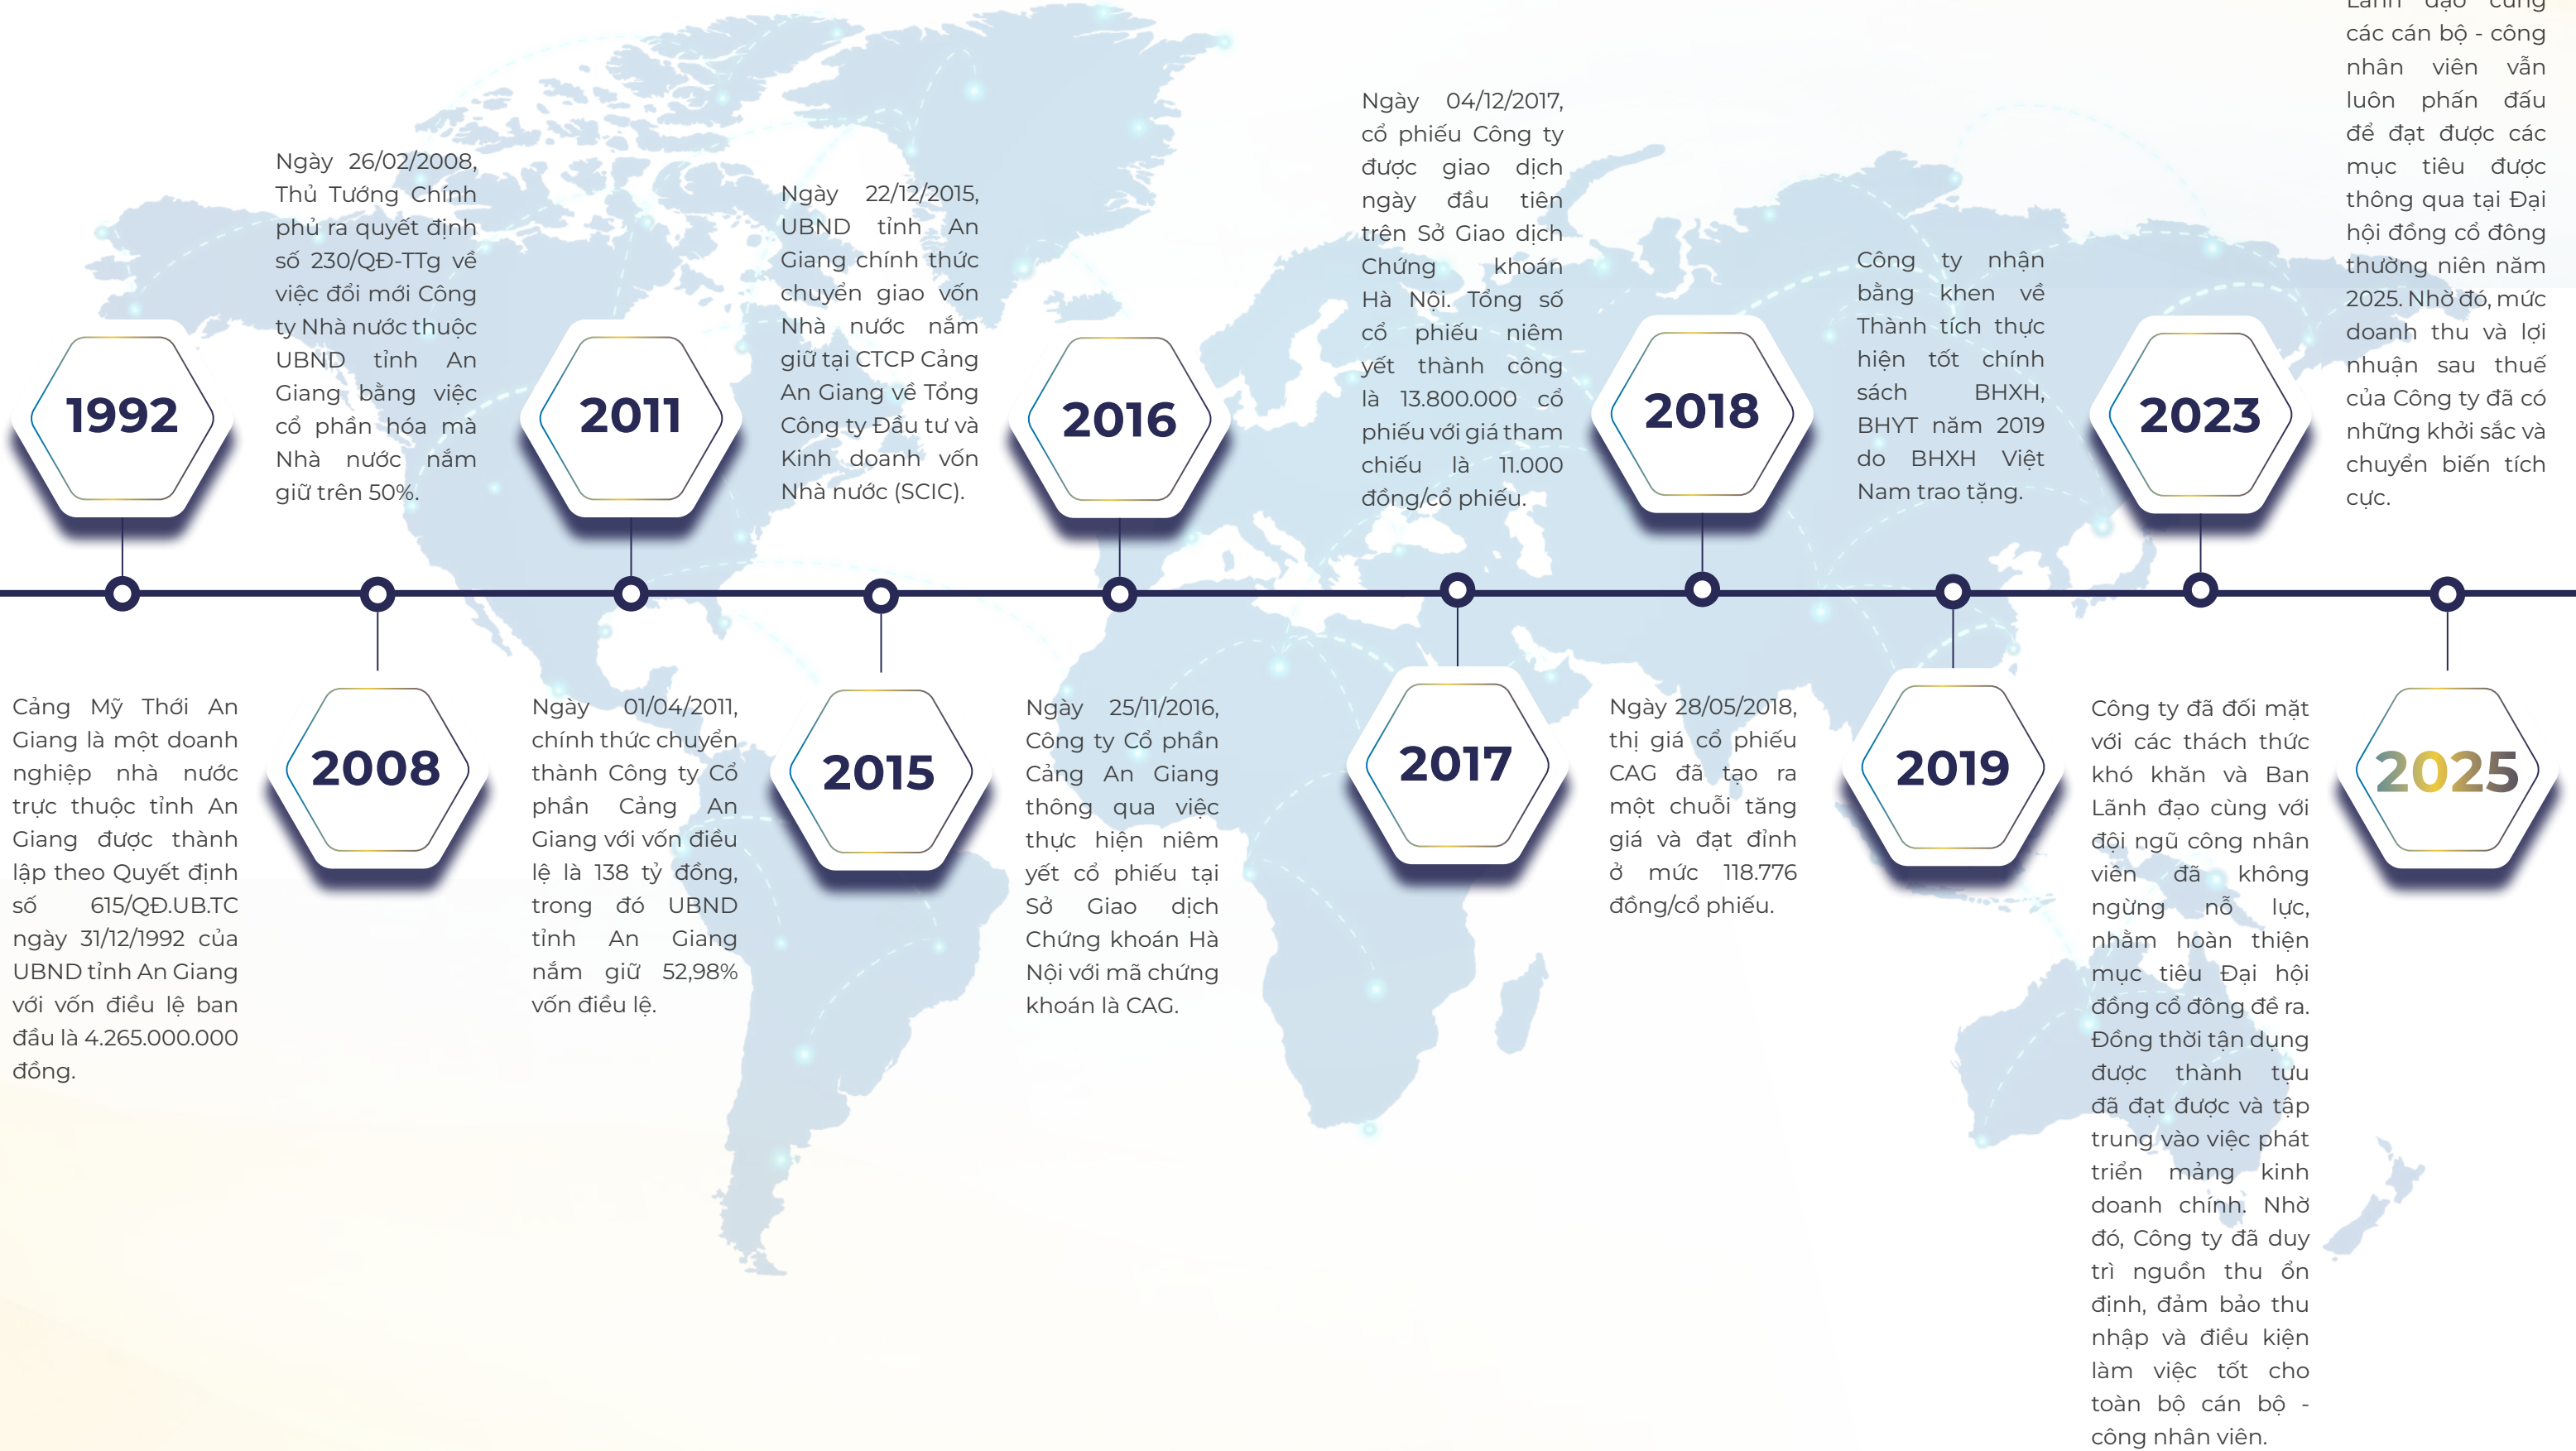 1992
Cảng Mỹ Thới An
Giang là một doanh
nghiệp nhà nước
trực thuộc tỉnh An
Giang được thành
lập theo Quyết định
số 615/QĐ.UB.TC
ngày 31/12/1992 của
UBND tỉnh An Giang
với vốn điều lệ ban
đầu là 4.265.000.000
đồng.
Ngày 26/02/2008,
Thủ Tướng Chính
phủ ra quyết định
số 230/QĐ-TTg về
việc đổi mới Công
ty Nhà nước thuộc
UBND tỉnh An
Giang bằng việc
cổ phần hóa mà
Nhà nước nắm
giữ trên 50%.
2008
2011
Ngày 01/04/2011,
chính thức chuyển
thành Công ty Cổ
phần Cảng An
Giang với vốn điều
lệ là 138 tỷ đồng,
trong đó UBND
tỉnh An Giang
nắm giữ 52,98%
vốn điều lệ.
Ngày 22/12/2015,
UBND tỉnh An
Giang chính thức
chuyển giao vốn
Nhà nước nắm
giữ tại CTCP Cảng
An Giang về Tổng
Công ty Đầu tư và
Kinh doanh vốn
Nhà nước (SCIC).
2015
2016
Ngày 25/11/2016,
Công ty Cổ phần
Cảng An Giang
thông qua việc
thực hiện niêm
yết cổ phiếu tại
Sở Giao dịch
Chứng khoán Hà
Nội với mã chứng
khoán là CAG.
Ngày 04/12/2017,
cổ phiếu Công ty
được giao dịch
ngày đầu tiên
trên Sở Giao dịch
Chứng khoán
Hà Nội. Tổng số
cổ phiếu niêm
yết thành công
là 13.800.000 cổ
phiếu với giá tham
chiếu là 11.000
đồng/cổ phiếu.
2017
2018
Ngày 28/05/2018,
thị giá cổ phiếu
CAG đã tạo ra
một chuỗi tăng
giá và đạt đỉnh
ở mức 118.776
đồng/cổ phiếu.
Công ty nhận
bằng khen về
Thành tích thực
hiện tốt chính
sách BHXH,
BHYT năm 2019
do BHXH Việt
Nam trao tặng.
2019
2023
Công ty đã đối mặt
với các thách thức
khó khăn và Ban
Lãnh đạo cùng với
đội ngũ công nhân
viên đã không
ngừng nỗ lực,
nhằm hoàn thiện
mục tiêu Đại hội
đồng cổ đông đề ra.
Đồng thời tận dụng
được thành tựu
đã đạt được và tập
trung vào việc phát
triển mảng kinh
doanh chính. Nhờ
đó, Công ty đã duy
trì nguồn thu ổn
định, đảm bảo thu
nhập và điều kiện
làm việc tốt cho
toàn bộ cán bộ -
công nhân viên.
Lãnh đạo cùng
các cán bộ - công
nhân viên vẫn
luôn phấn đấu
để đạt được các
mục tiêu được
thông qua tại Đại
hội đồng cổ đông
thường niên năm
2025. Nhờ đó, mức
doanh thu và lợi
nhuận sau thuế
của Công ty đã có
những khởi sắc và
chuyển biến tích
cực.
2025